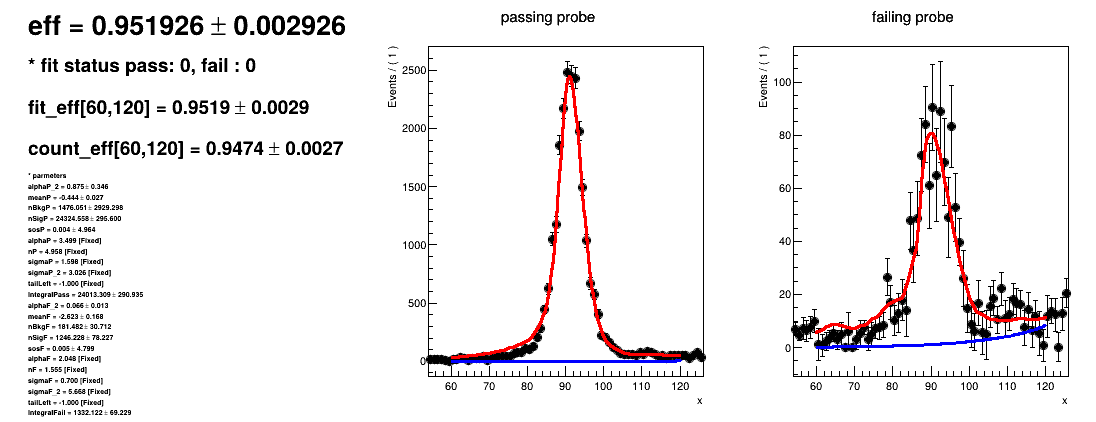 eff = 0.951926 ± 0.002926
* fit status pass: 0, fail : 0
fit_eff[60,120] = 0.9519 ± 0.0029
count_eff[60,120] = 0.9474 ± 0.0027
* parmeters
alphaP_2 = 0.875 ± 0.346
meanP = -0.444 ± 0.027
nBkgP = 1476.051 ± 2929.298
nSigP = 24324.558 ± 295.600
sosP = 0.004 ± 4.964
alphaP = 3.499 [Fixed]
nP = 4.958 [Fixed]
sigmaP = 1.598 [Fixed]
sigmaP_2 = 3.026 [Fixed]
tailLeft = -1.000 [Fixed]
IntegralPass = 24013.309 ± 290.935
alphaF_2 = 0.066 ± 0.013
meanF = -2.623 ± 0.168
nBkgF = 181.482 ± 30.712
nSigF = 1246.228 ± 78.227
sosF = 0.005 ± 4.799
alphaF = 2.048 [Fixed]
nF = 1.555 [Fixed]
sigmaF = 0.700 [Fixed]
sigmaF_2 = 5.668 [Fixed]
tailLeft = -1.000 [Fixed]
IntegralFail = 1332.122 ± 69.229
passing probe
Events / ( 1 )
2500
2000
1500
1000
500
0
60 70 80 90 100 110 120
x
failing probe
Events / ( 1 )
100
80
60
40
20
0
60 70 80 90 100 110 120
x